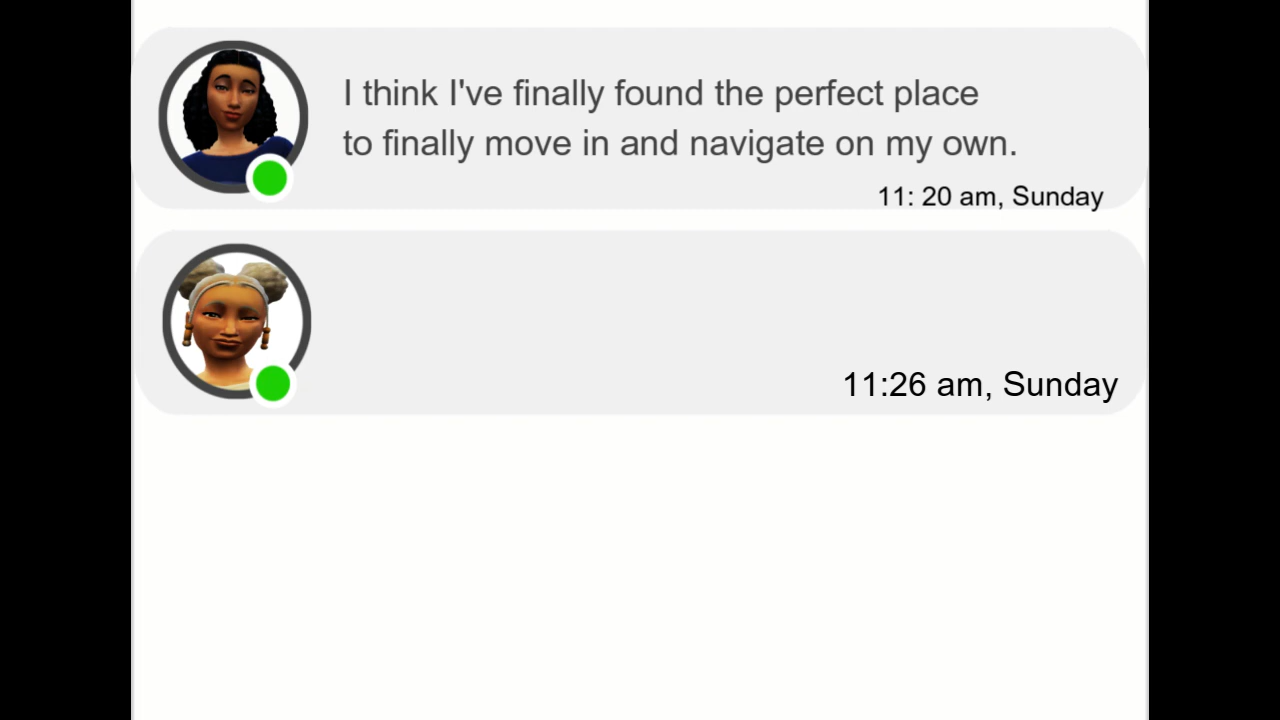 I think I've finally found the perfect place
to finally move in and navigate on my own.
11: 20 am, Sunday
11:26 am, Sunday